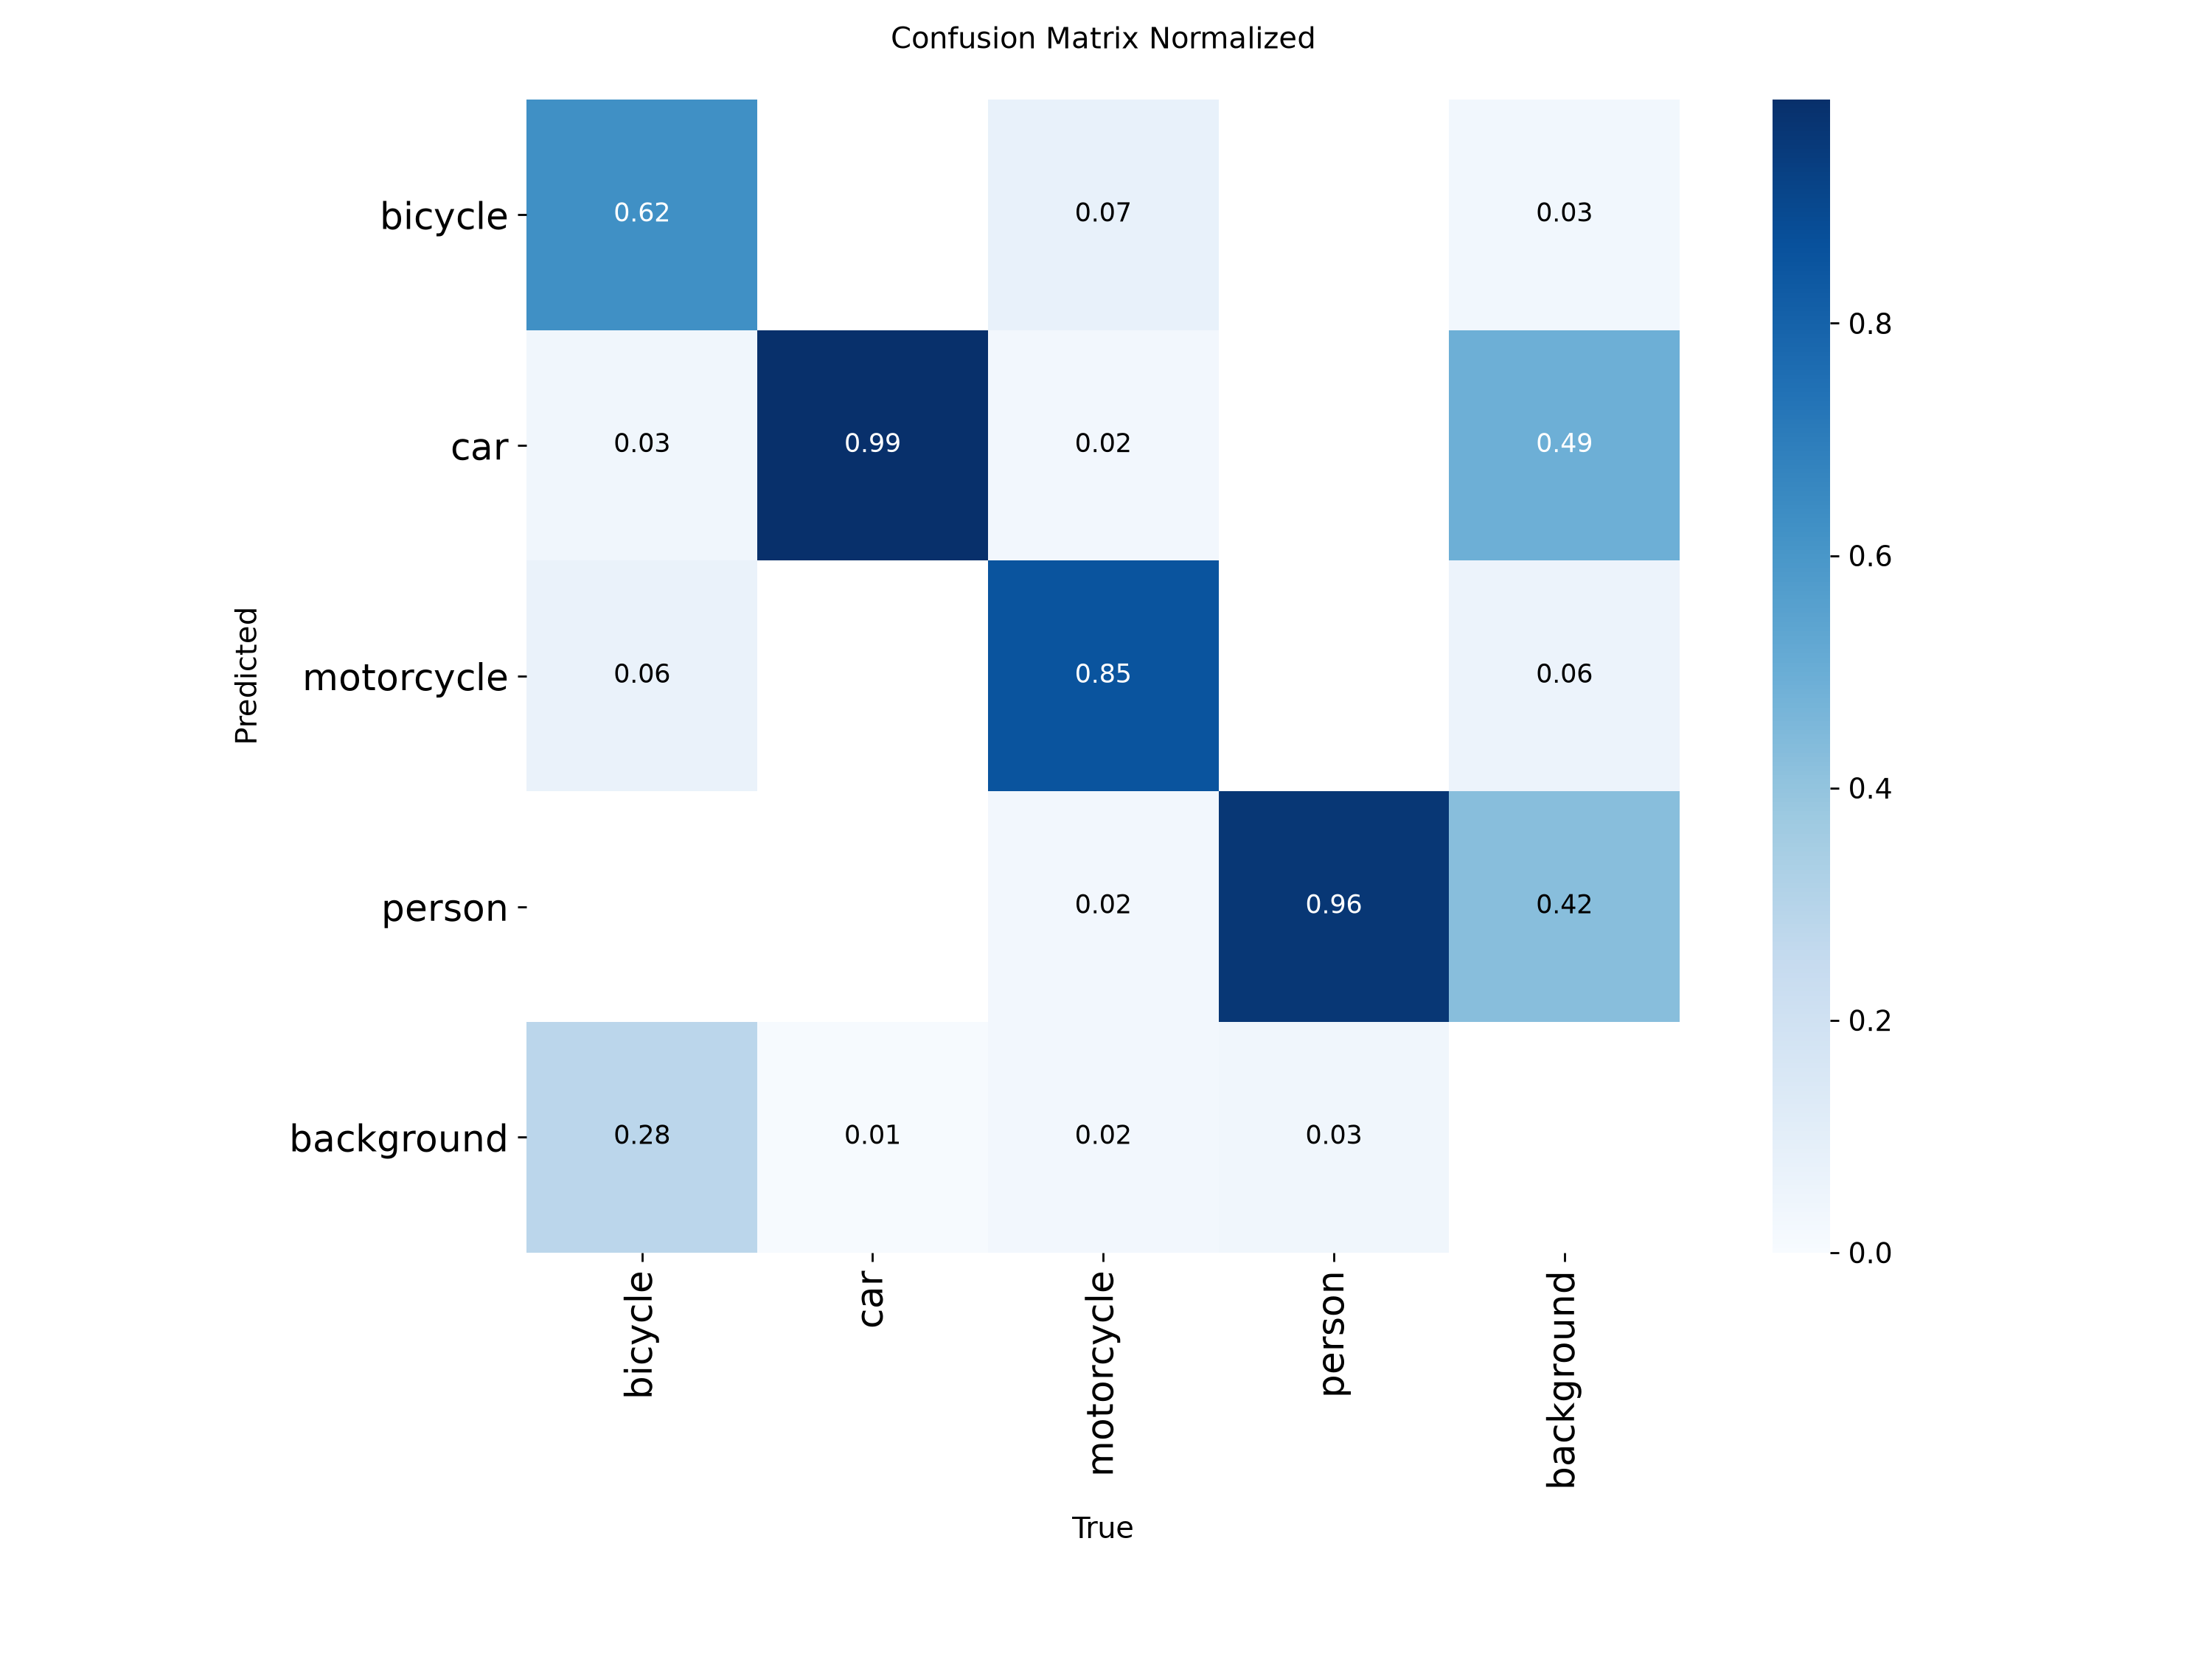 Confusion Matrix Normalized
bicycle 0.62 0.07 0.03
0.8
car 0.03 0.99 0.02 0.49
0.6
Predicted
motorcycle 0.06 0.85 0.06
0.4
person 0.02 0.96 0.42
0.2
background 0.28 0.01 0.02 0.03
0.0
bicycle car motorcycle person background
True